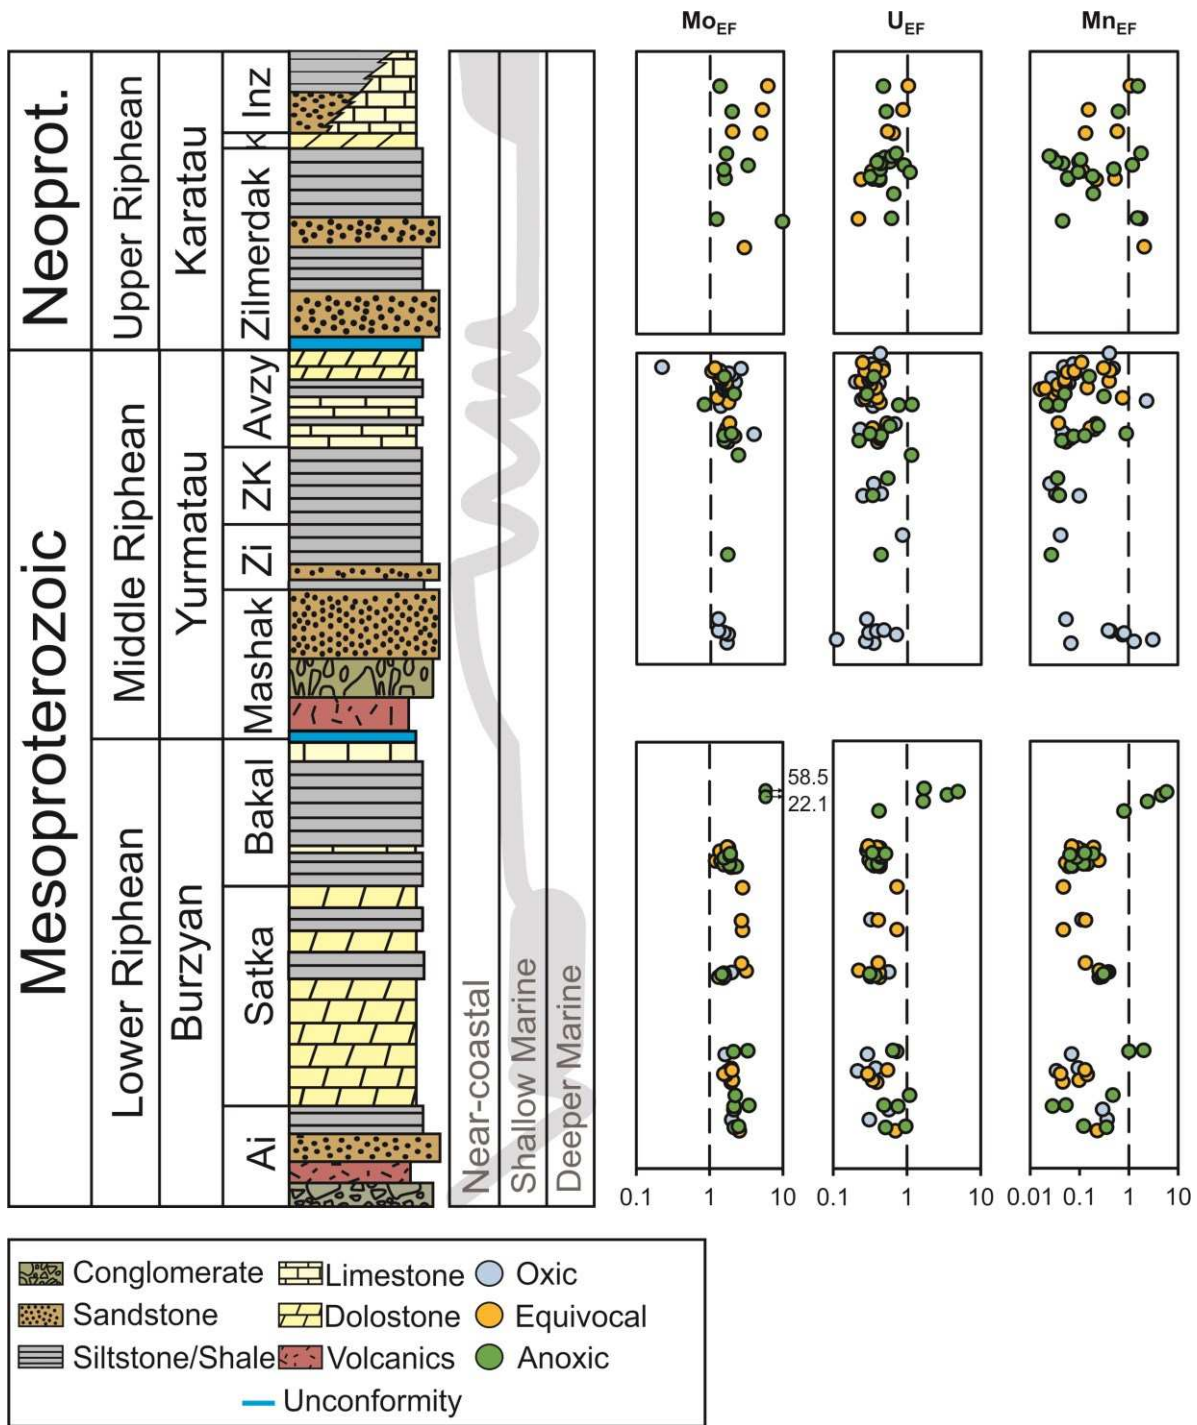 Mo_EF U_EF Mn_EF
Neoprot.
Upper Riphean
Karatau
Inz
K
Zilmerdak
Mesoproterozoic
Middle Riphean
Yurmatau
Avzy
ZK
Zi
Mashak
Lower Riphean
Burzyan
Bakal
Satka
Ai
Near-coastal
Shallow Marine
Deeper Marine
58.5
22.1
0.1 1 10 0.1 1 10 0.01 0.1 1 10
Conglomerate Limestone Oxic
Sandstone Dolostone Equivocal
Siltstone/Shale Volcanics Anoxic
Unconformity